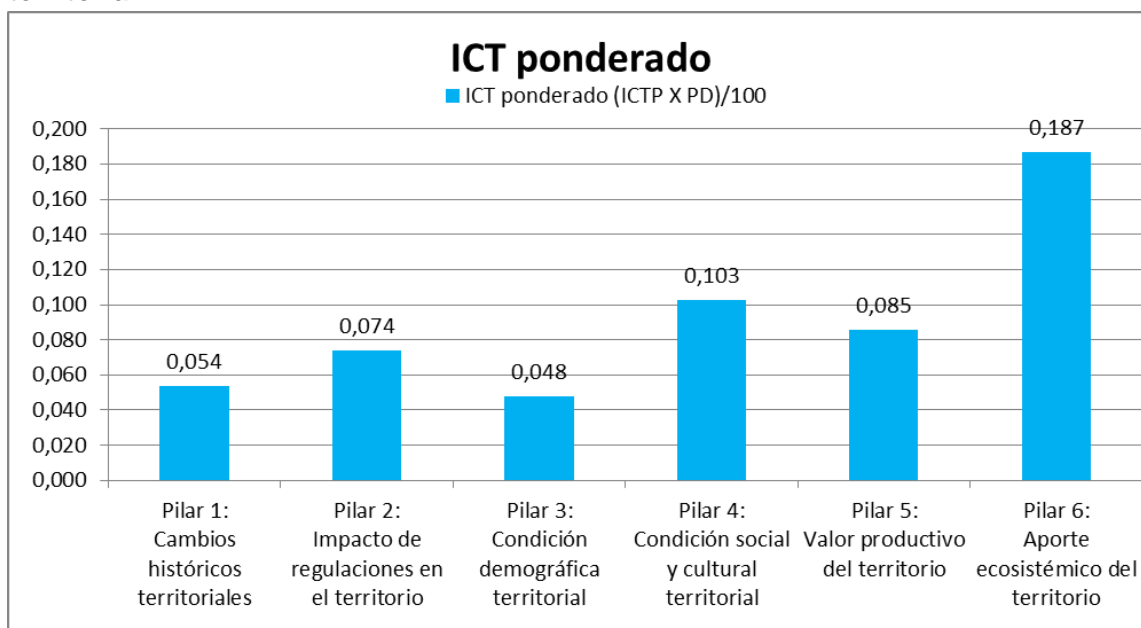 ICT ponderado
ICT ponderado (ICTP X PD)/100
0,200
0,180
0,160
0,140
0,120
0,100
0,080
0,060
0,040
0,020
0,000
0,054
0,074
0,048
0,103
0,085
0,187
Pilar 1:
Cambios
históricos
territoriales
Pilar 2:
Impacto de
regulaciones en
el territorio
Pilar 3:
Condición
demográfica
territorial
Pilar 4:
Condición social
y cultural
territorial
Pilar 5:
Valor productivo
del territorio
Pilar 6:
Aporte
ecosistémico del
territorio